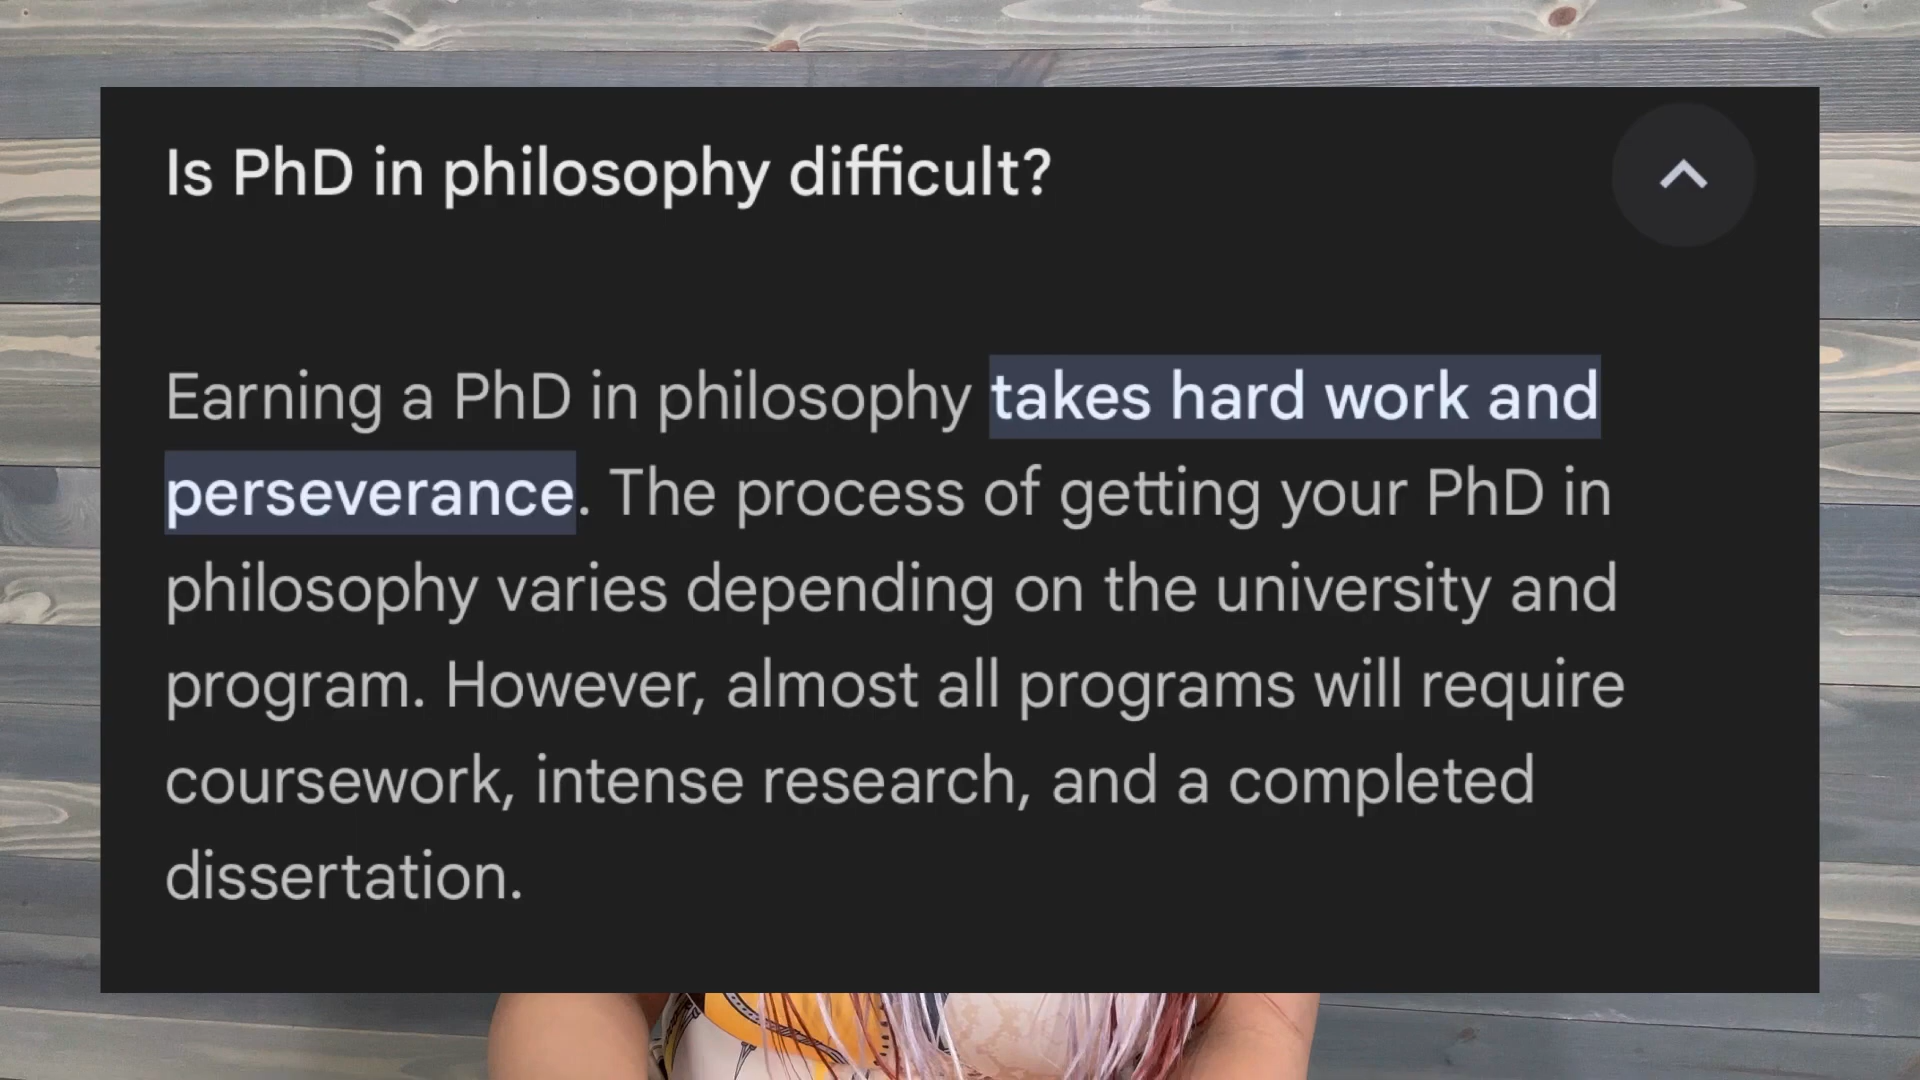 Is PhD in philosophy difficult?
Earning a PhD in philosophy takes hard work and
perseverance. The process of getting your PhD in
philosophy varies depending on the university and
program. However, almost all programs will require
coursework, intense research, and a completed
dissertation.